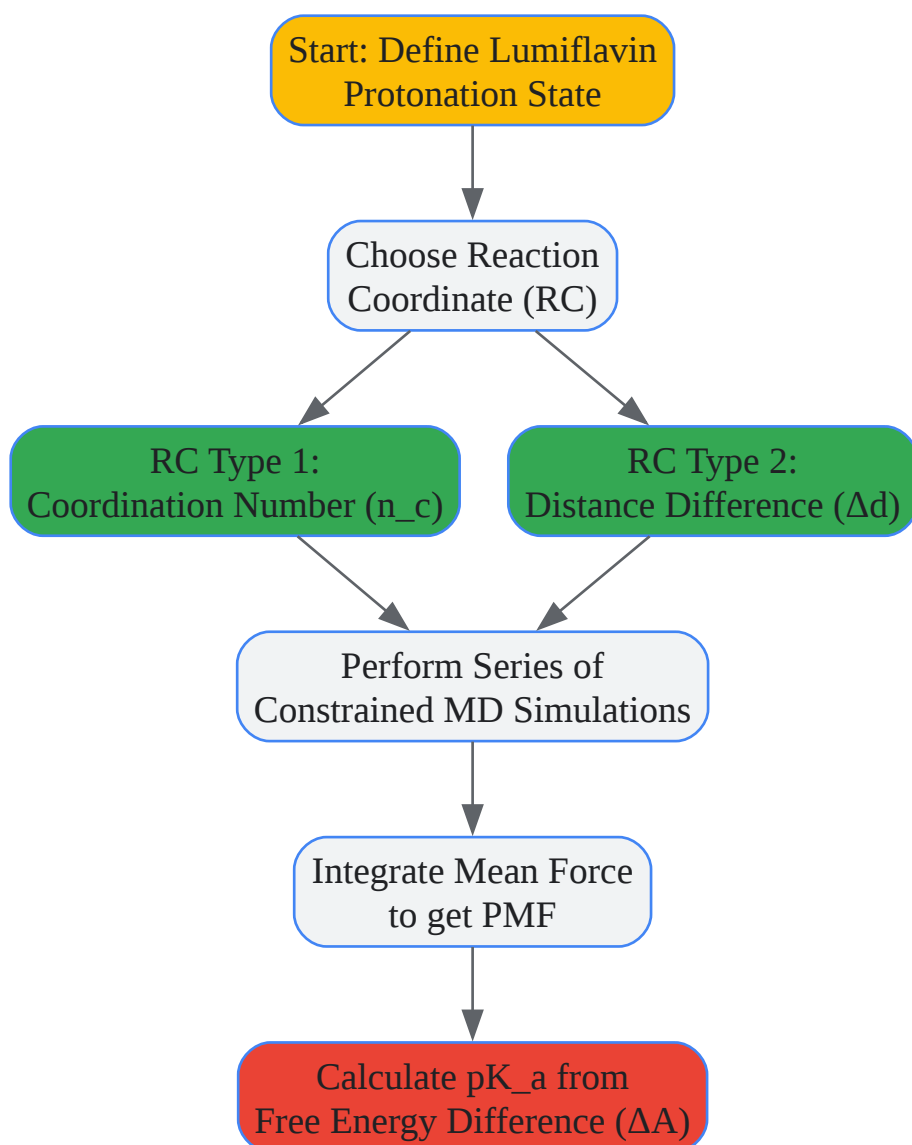 Start: Define Lumiflavin
Protonation State
Choose Reaction
Coordinate (RC)
RC Type 1:
Coordination Number (n_c)
RC Type 2:
Distance Difference (Δd)
Perform Series of
Constrained MD Simulations
Integrate Mean Force
to get PMF
Calculate pK_a from
Free Energy Difference (ΔA)